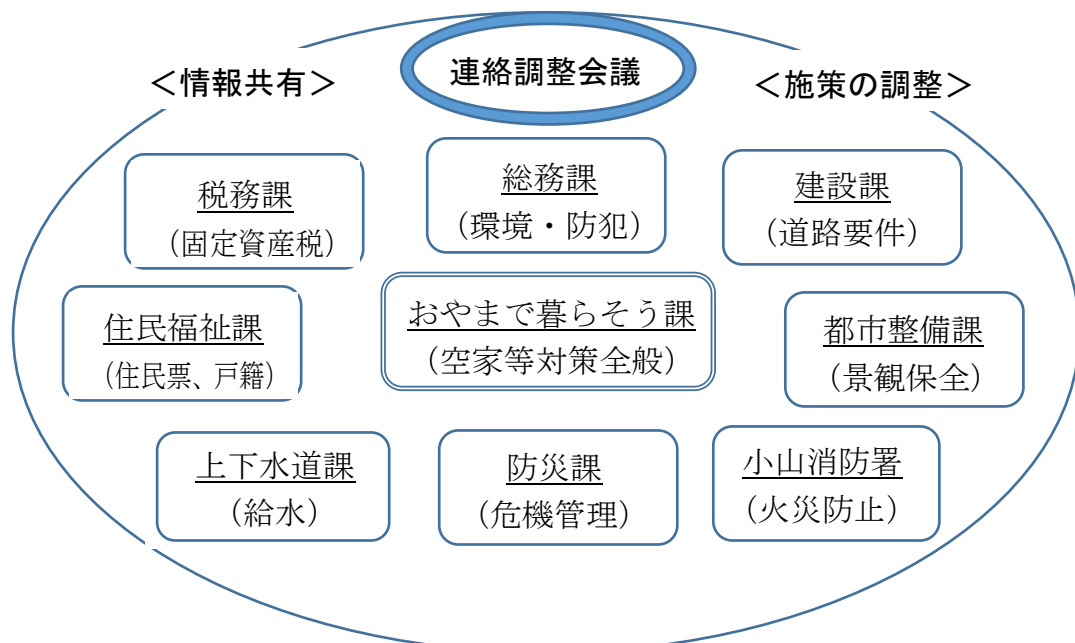 連絡調整会議
＜情報共有＞
＜施策の調整＞
税務課
（固定資産税）
総務課
（環境・防犯）
建設課
（道路要件）
住民福祉課
（住民票、戸籍）
おやまで暮らそう課
（空家等対策全般）
都市整備課
（景観保全）
上下水道課
（給水）
防災課
（危機管理）
小山消防署
（火災防止）